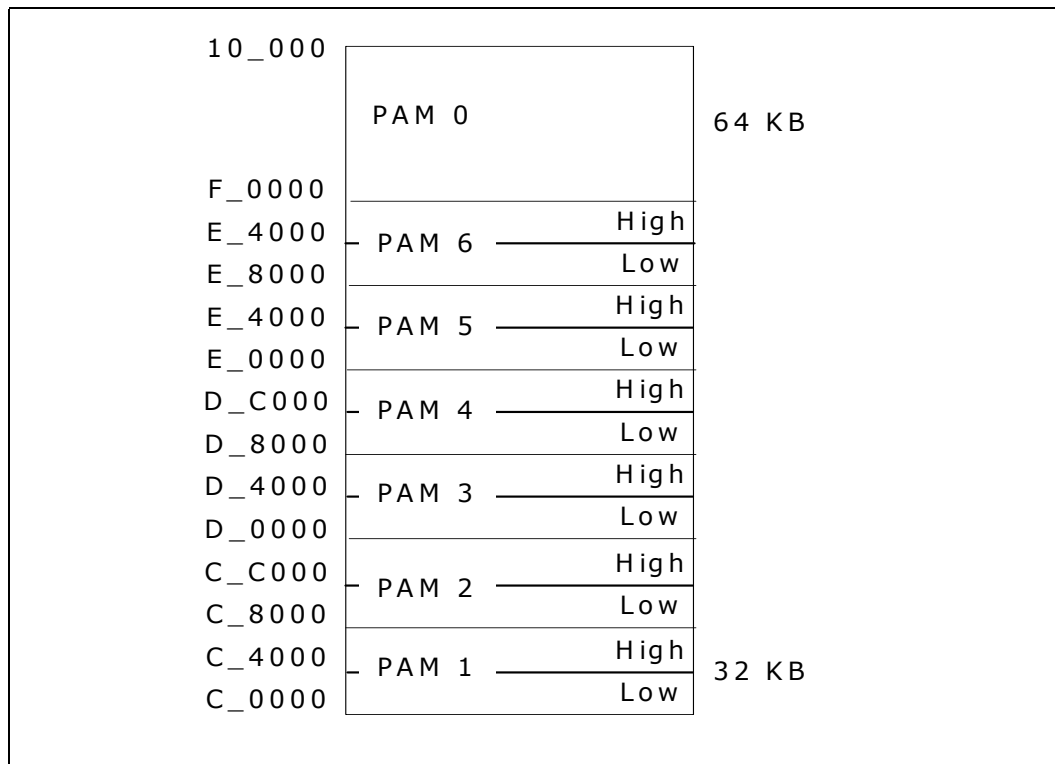 10_000
PAM 0
64 KB
F_0000
High
E_4000
PAM 6
Low
E_8000
High
E_4000
PAM 5
Low
E_0000
High
D_C000
PAM 4
Low
D_8000
High
D_4000
PAM 3
Low
D_0000
High
C_C000
PAM 2
Low
C_8000
High
C_4000
PAM 1
32 KB
Low
C_0000